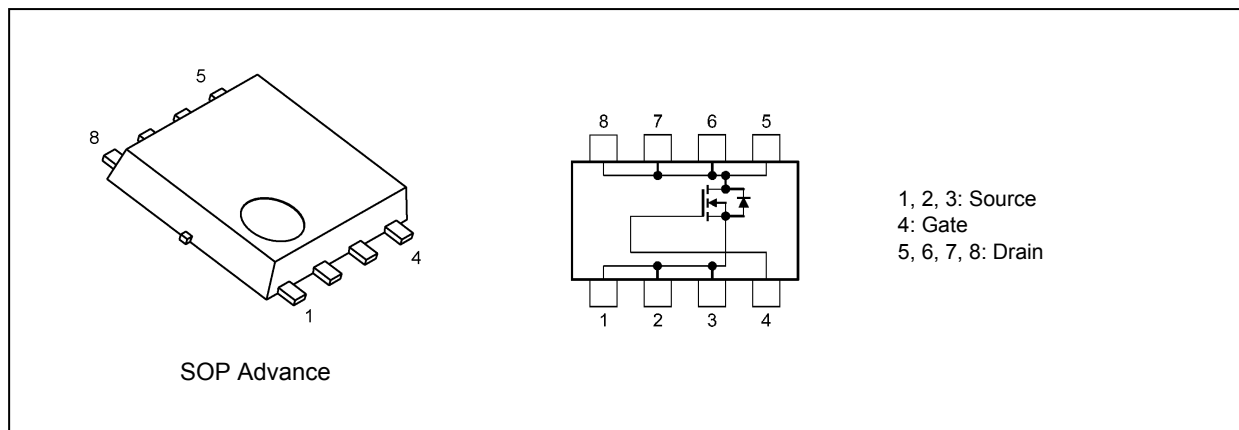 5
8
4
1
SOP Advance
8 7 6 5
1 2 3 4
1, 2, 3: Source
4: Gate
5, 6, 7, 8: Drain